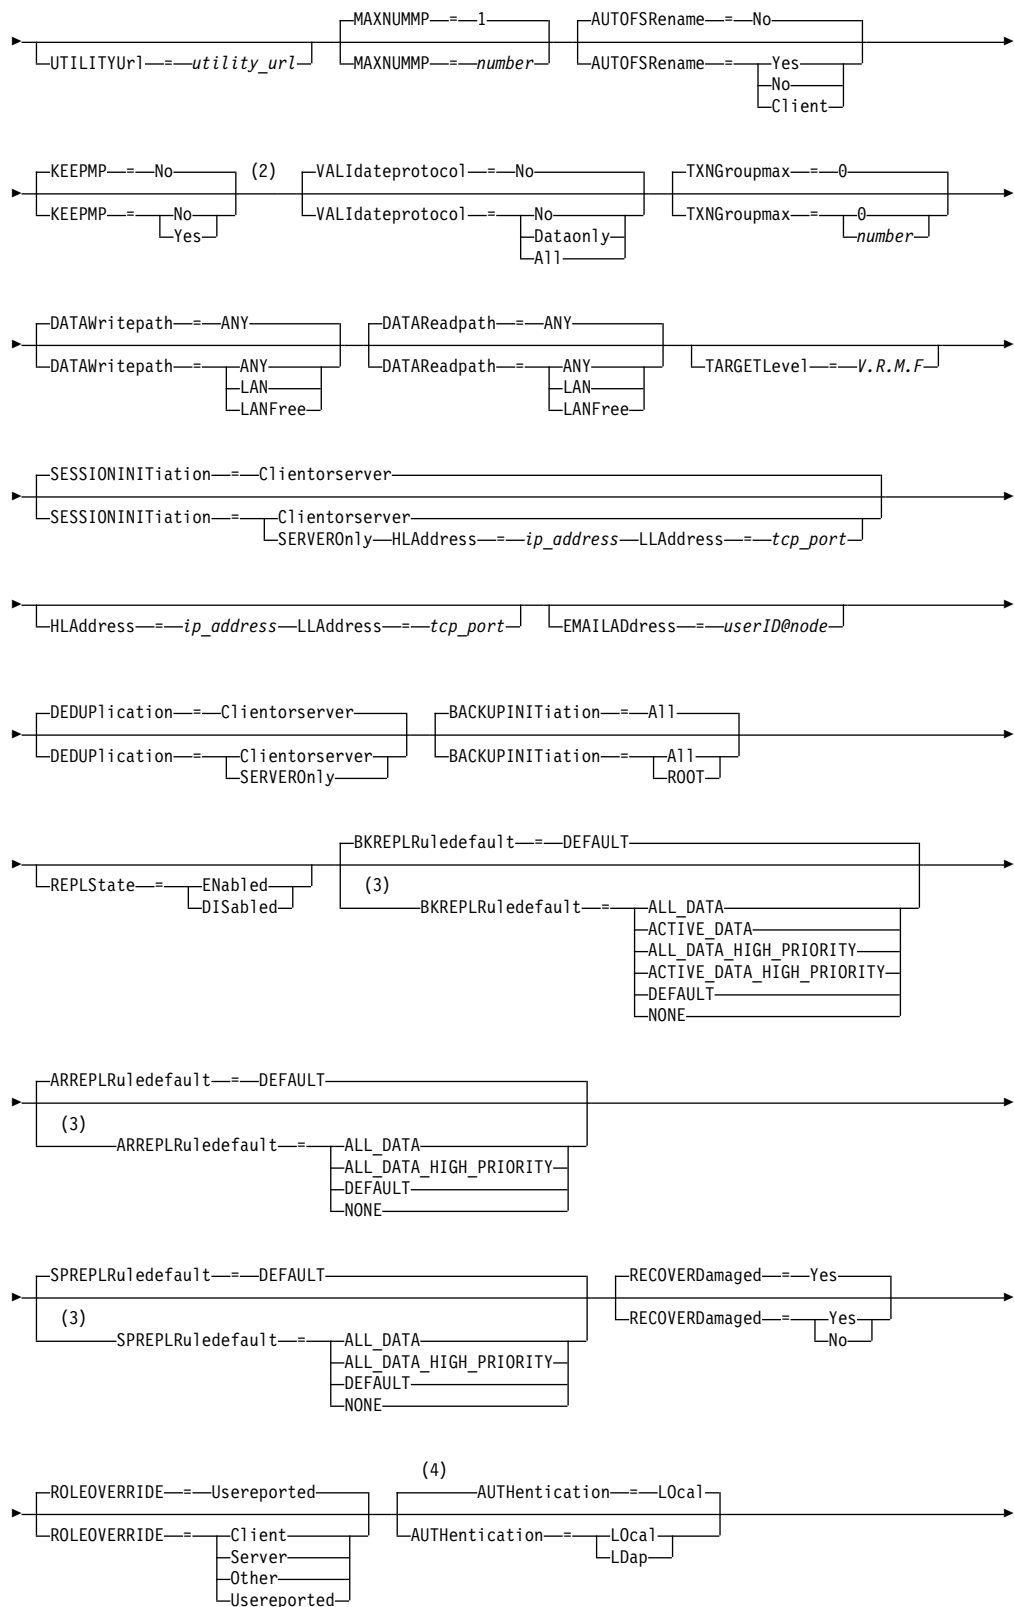 MAXNUMMP = 1 AUTOFSRename = No
UTILITYUrl = utility_url MAXNUMMP = number AUTOFSRename = Yes
No
Client
KEEPMP = No (2) VALIdateprotocol = No TXNGroupmax = 0
KEEPMP = No VALIdateprotocol = No TXNGroupmax = 0
Yes Dataonly number
All
DATAWritepath = ANY DATAReadpath = ANY
DATAWritepath = ANY DATAReadpath = ANY TARGETLevel = V.R.M.F
LAN LAN
LANFree LANFree
SESSIONINITiation = Clientorserver
SESSIONINITiation = Clientorserver
SERVEROnly HLAddress = ip_address LLAddress = tcp_port
HLAddress = ip_address LLAddress = tcp_port EMAILADdress = userID@node
DEDUPlication = Clientorserver BACKUPINITiation = All
DEDUPlication = Clientorserver BACKUPINITiation = All
SERVEROnly ROOT
BKREPLRuledefault = DEFAULT
REPLState = ENabled (3)
DISabled BKREPLRuledefault = ALL_DATA
ACTIVE_DATA
ALL_DATA_HIGH_PRIORITY
ACTIVE_DATA_HIGH_PRIORITY
DEFAULT
NONE
ARREPLRuledefault = DEFAULT
(3)
ARREPLRuledefault = ALL_DATA
ALL_DATA_HIGH_PRIORITY
DEFAULT
NONE
SPREPLRuledefault = DEFAULT RECOVERDamaged = Yes
(3) RECOVERDamaged = Yes
SPREPLRuledefault = ALL_DATA No
ALL_DATA_HIGH_PRIORITY
DEFAULT
NONE
(4)
ROLEOVERRIDE = Usereported AUTHentication = LOcal
ROLEOVERRIDE = Client AUTHentication = LOcal
Server LDap
Other
Usereported